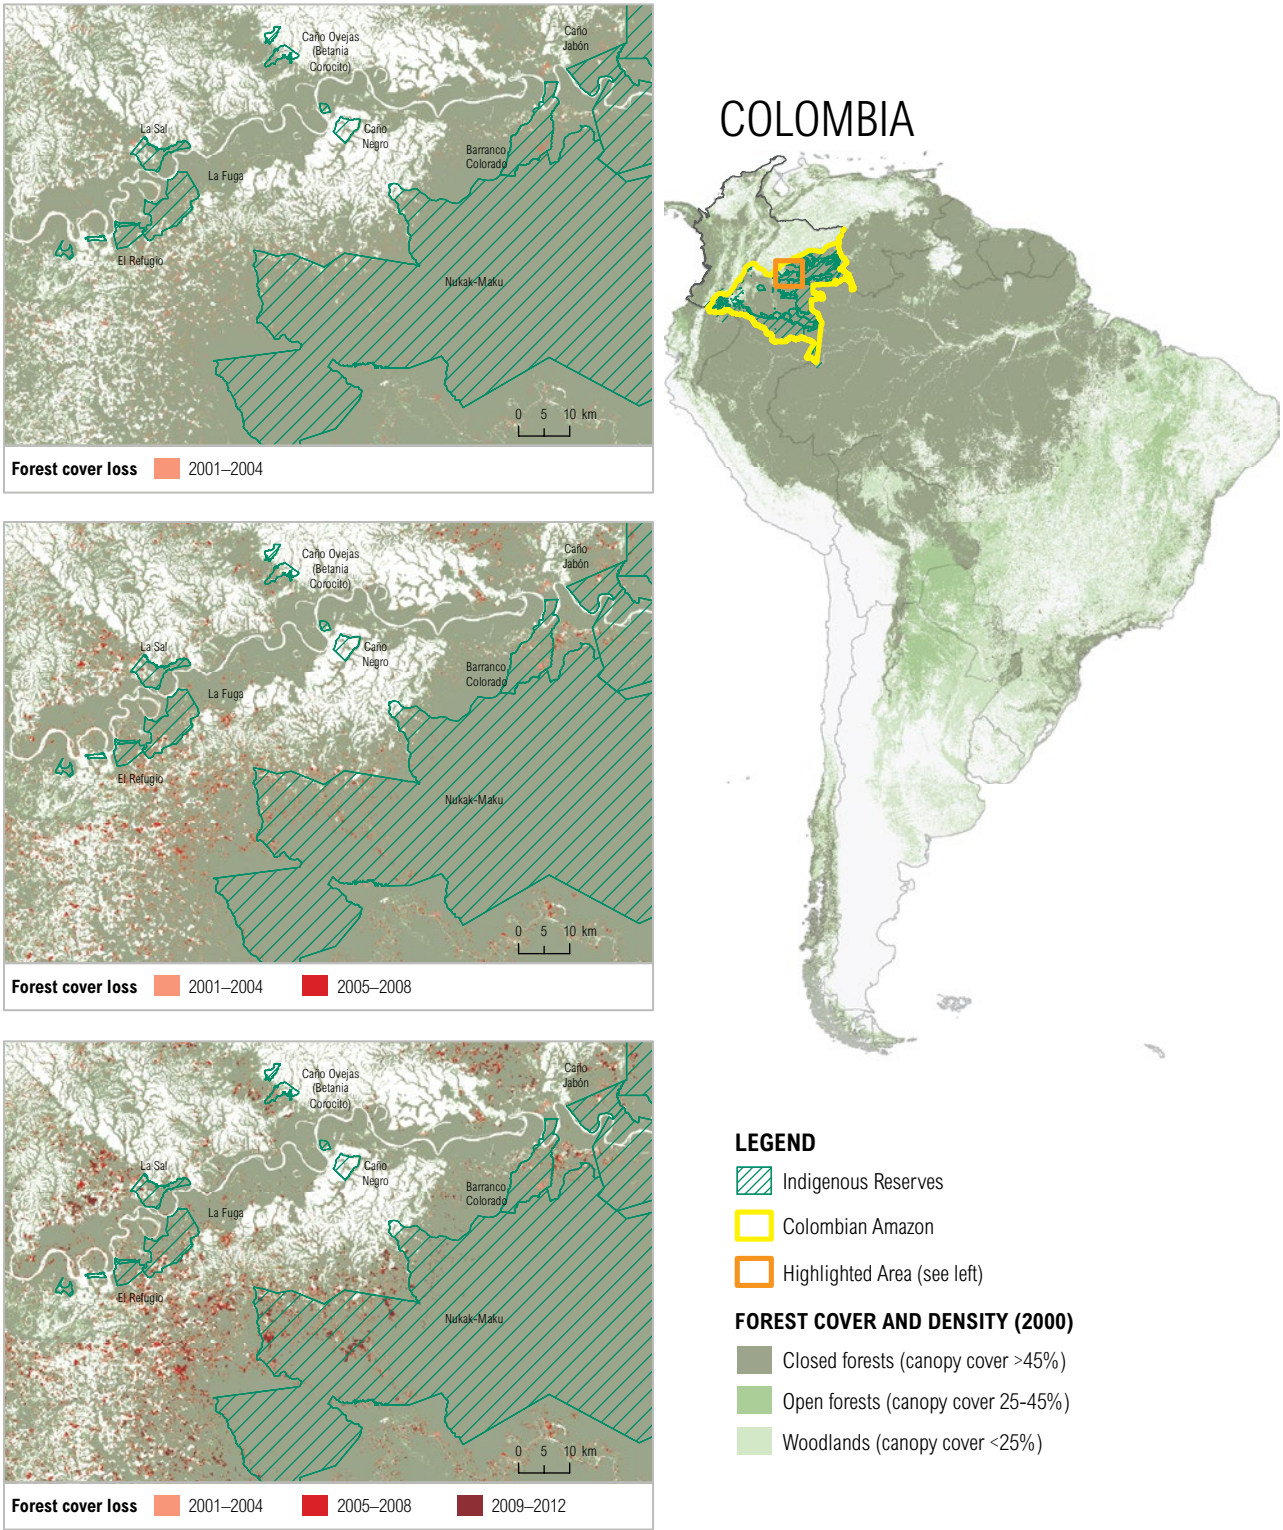 Caño Ovejas
(Betania
Corocito)
Caño
Jabón
La Sal
Caño
Negro
Barranco
Colorado
La Fuga
El Refugio
Nukak-Maku
0 5 10 km
Forest cover loss 2001–2004
Caño Ovejas
(Betania
Corocito)
Caño
Jabón
La Sal
Caño
Negro
Barranco
Colorado
La Fuga
El Refugio
Nukak-Maku
0 5 10 km
Forest cover loss 2001–2004 2005–2008
Caño Ovejas
(Betania
Corocito)
Caño
Jabón
La Sal
Caño
Negro
Barranco
Colorado
La Fuga
El Refugio
Nukak-Maku
0 5 10 km
Forest cover loss 2001–2004 2005–2008 2009–2012
COLOMBIA
LEGEND
Indigenous Reserves
Colombian Amazon
Highlighted Area (see left)
FOREST COVER AND DENSITY (2000)
Closed forests (canopy cover >45%)
Open forests (canopy cover 25-45%)
Woodlands (canopy cover <25%)